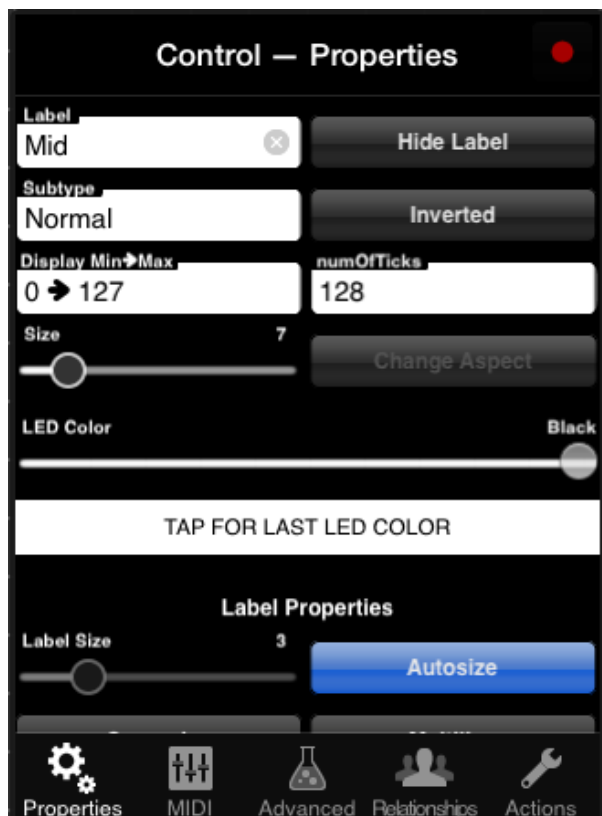 Control — Properties
Label
Mid
Hide Label
Subtype
Normal
Inverted
Display Min➔Max
0 ➔ 127
numOfTicks
128
Size 7
Change Aspect
LED Color Black
TAP FOR LAST LED COLOR
Label Properties
Label Size 3
Autosize
Properties MIDI Advanced Relationships Actions